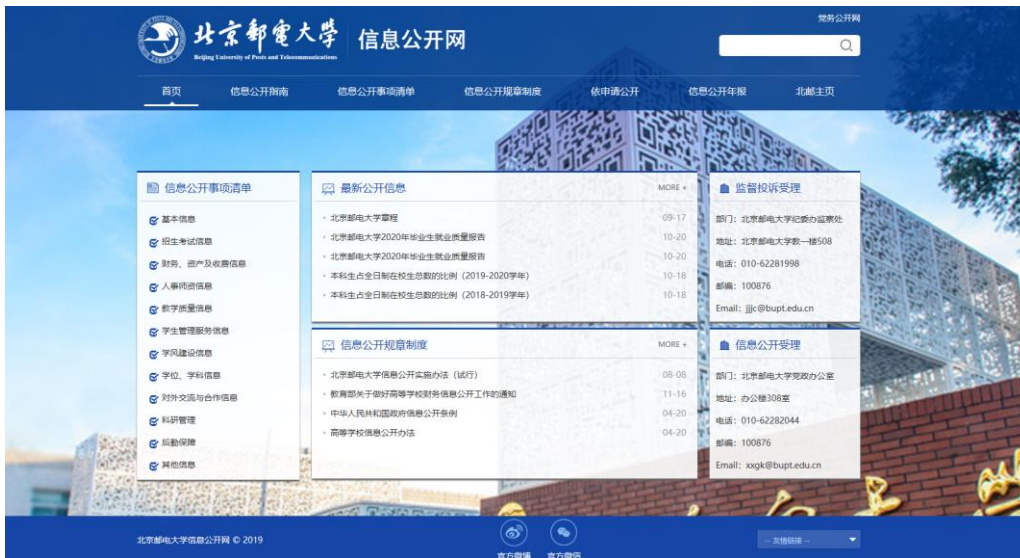 党务公开网
北京邮电大学 信息公开网
Beijing University of Posts and Telecommunications
首页 信息公开指南 信息公开事项清单 信息公开规章制度 依申请公开 信息公开年报 北邮主页
信息公开事项清单
基本信息
招生考试信息
财务、资产及收费信息
人事师资信息
教学质量信息
学生管理服务信息
学风建设信息
学位、学科信息
对外交流与合作信息
科研管理
后勤保障
其他信息
最新公开信息 MORE +
北京邮电大学章程 09-17
北京邮电大学2020年毕业生就业质量报告 10-20
北京邮电大学2020年毕业生就业质量报告 10-20
本科生占全日制在校生总数的比例（2019-2020学年） 10-18
本科生占全日制在校生总数的比例（2018-2019学年） 10-18
信息公开规章制度 MORE +
北京邮电大学信息公开实施办法（试行） 08-08
教育部关于做好高等学校财务信息公开工作的通知 11-16
中华人民共和国政府信息公开条例 04-20
高等学校信息公开办法 04-20
监督投诉受理
部门：北京邮电大学纪委办监察处
地址：北京邮电大学教一楼508
电话：010-62281998
邮编：100876
Email：jjjc@bupt.edu.cn
信息公开受理
部门：北京邮电大学党政办公室
地址：办公楼308室
电话：010-62282044
邮编：100876
Email：xxgk@bupt.edu.cn
北京邮电大学信息公开网 © 2019
官方微博 官方微信
-- 友情链接 --